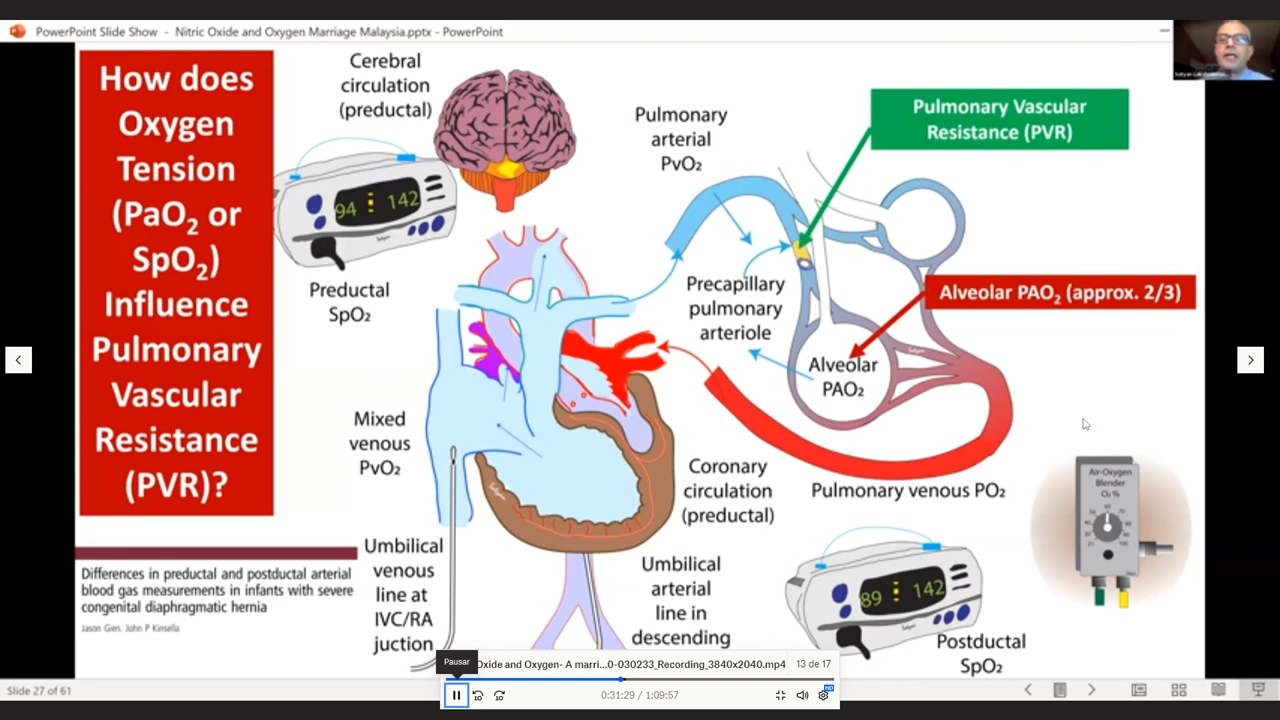 PowerPoint Slide Show - Nitric Oxide and Oxygen Marriage Malaysia.pptx - PowerPoint
How does
Oxygen
Tension
(PaO₂ or
SpO₂)
Influence
Pulmonary
Vascular
Resistance
(PVR)?
Cerebral
circulation
(preductal)
94 142
Preductal
SpO₂
Pulmonary
arterial
PvO₂
Pulmonary Vascular
Resistance (PVR)
Precapillary
pulmonary
arteriole
Alveolar PAO₂ (approx. 2/3)
Alveolar
PAO₂
Mixed
venous
PvO₂
Coronary
circulation
(preductal)
Pulmonary venous PO₂
Air-Oxygen
Blender
O₂ %
Umbilical
venous
line at
IVC/RA
juction
Umbilical
arterial
line in
descending
89 142
Postductal
SpO₂
Differences in preductal and postductal arterial
blood gas measurements in infants with severe
congenital diaphragmatic hernia
Jason Gien, John P Kinsella
Pausar
Oxide and Oxygen- A marri...0-030233_Recording_3840x2040.mp4
13 de 17
10 10
0:31:29 / 1:09:57
HD
Slide 27 of 61